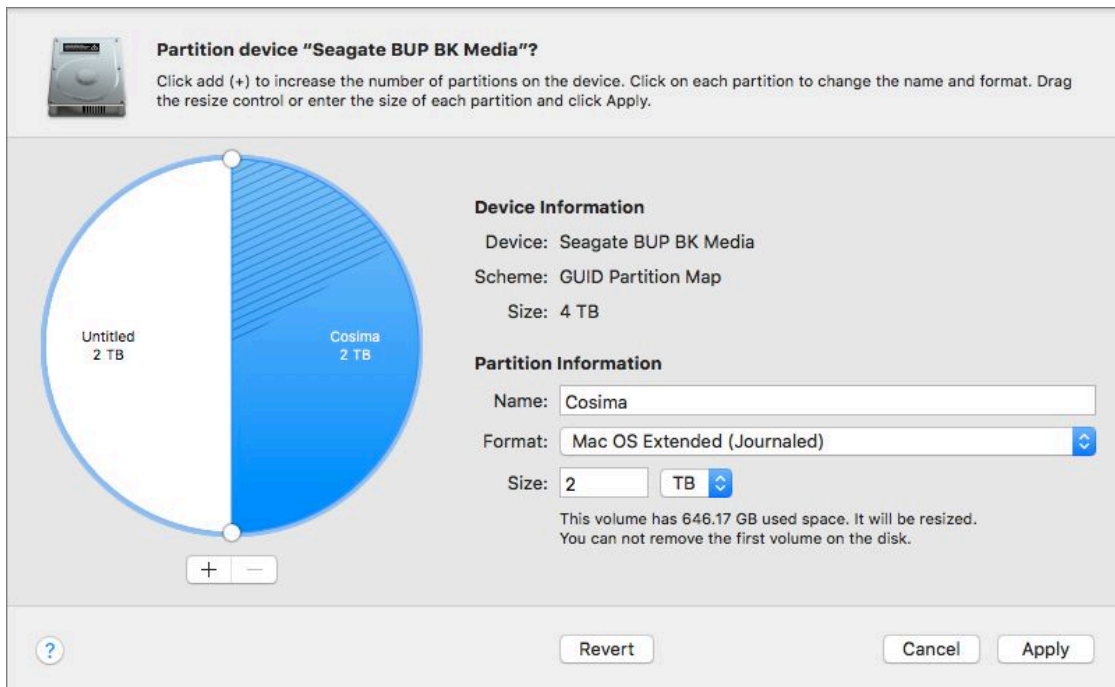 Partition device “Seagate BUP BK Media”?
Click add (+) to increase the number of partitions on the device. Click on each partition to change the name and format. Drag
the resize control or enter the size of each partition and click Apply.
Untitled
2 TB
Cosima
2 TB
+
−
Device Information
Device: Seagate BUP BK Media
Scheme: GUID Partition Map
Size: 4 TB
Partition Information
Name: Cosima
Format: Mac OS Extended (Journaled)
Size: 2 TB
This volume has 646.17 GB used space. It will be resized.
You can not remove the first volume on the disk.
? Revert Cancel Apply